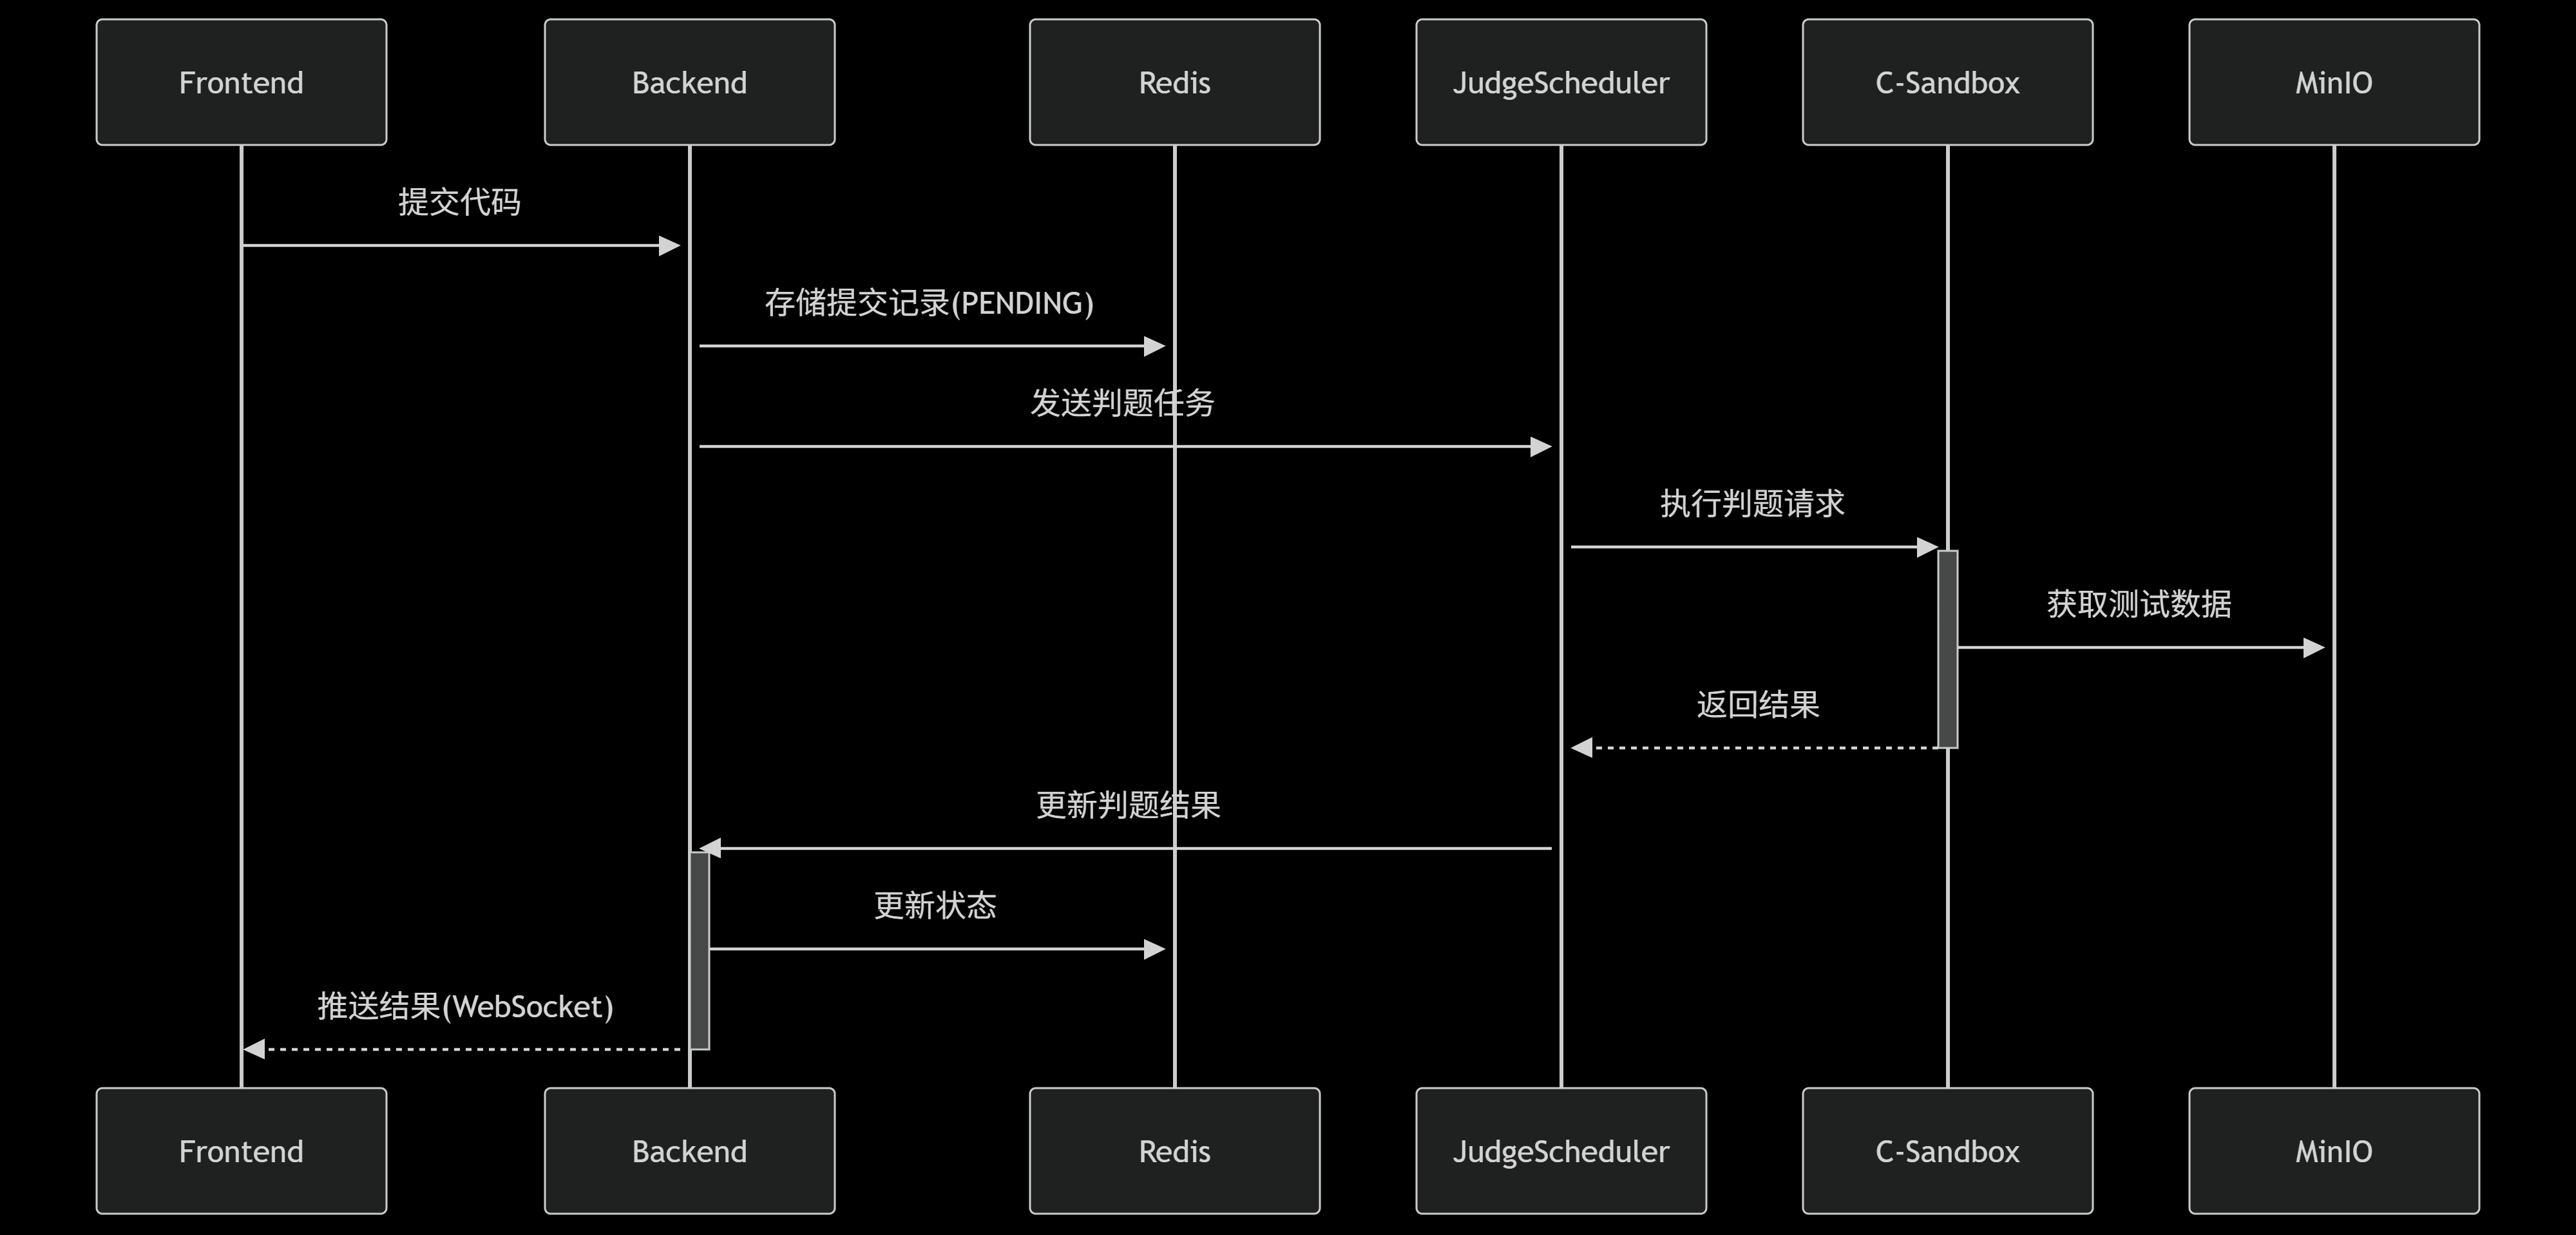 Frontend
Backend
Redis
JudgeScheduler
C-Sandbox
MinIO
提交代码
存储提交记录(PENDING)
发送判题任务
执行判题请求
获取测试数据
返回结果
更新判题结果
更新状态
推送结果(WebSocket)
Frontend
Backend
Redis
JudgeScheduler
C-Sandbox
MinIO